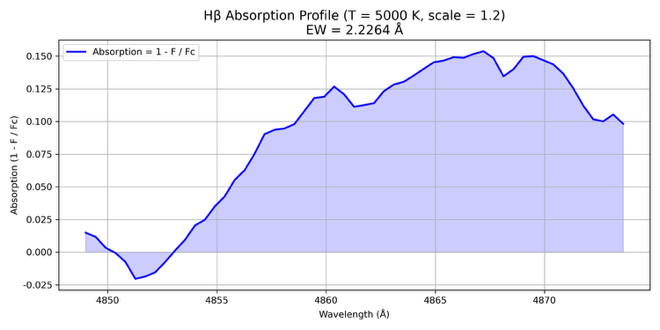 Hβ Absorption Profile (T = 5000 K, scale = 1.2)
EW = 2.2264 Å
Absorption = 1 - F / Fc
Absorption (1 - F / Fc)
0.150
0.125
0.100
0.075
0.050
0.025
0.000
-0.025
4850 4855 4860 4865 4870
Wavelength (Å)